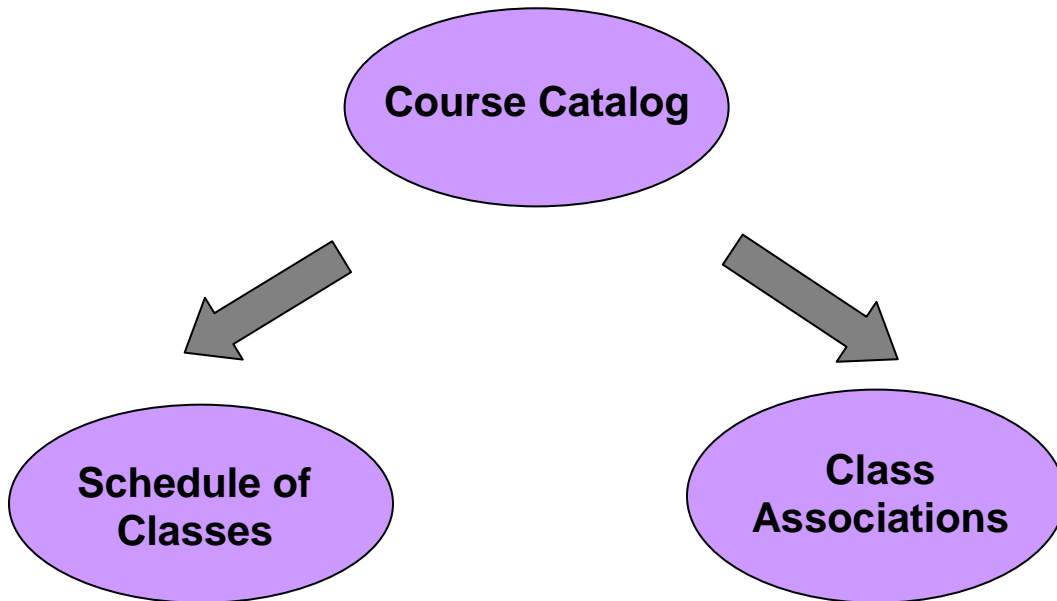 Course Catalog
Schedule of
Classes
Class
Associations